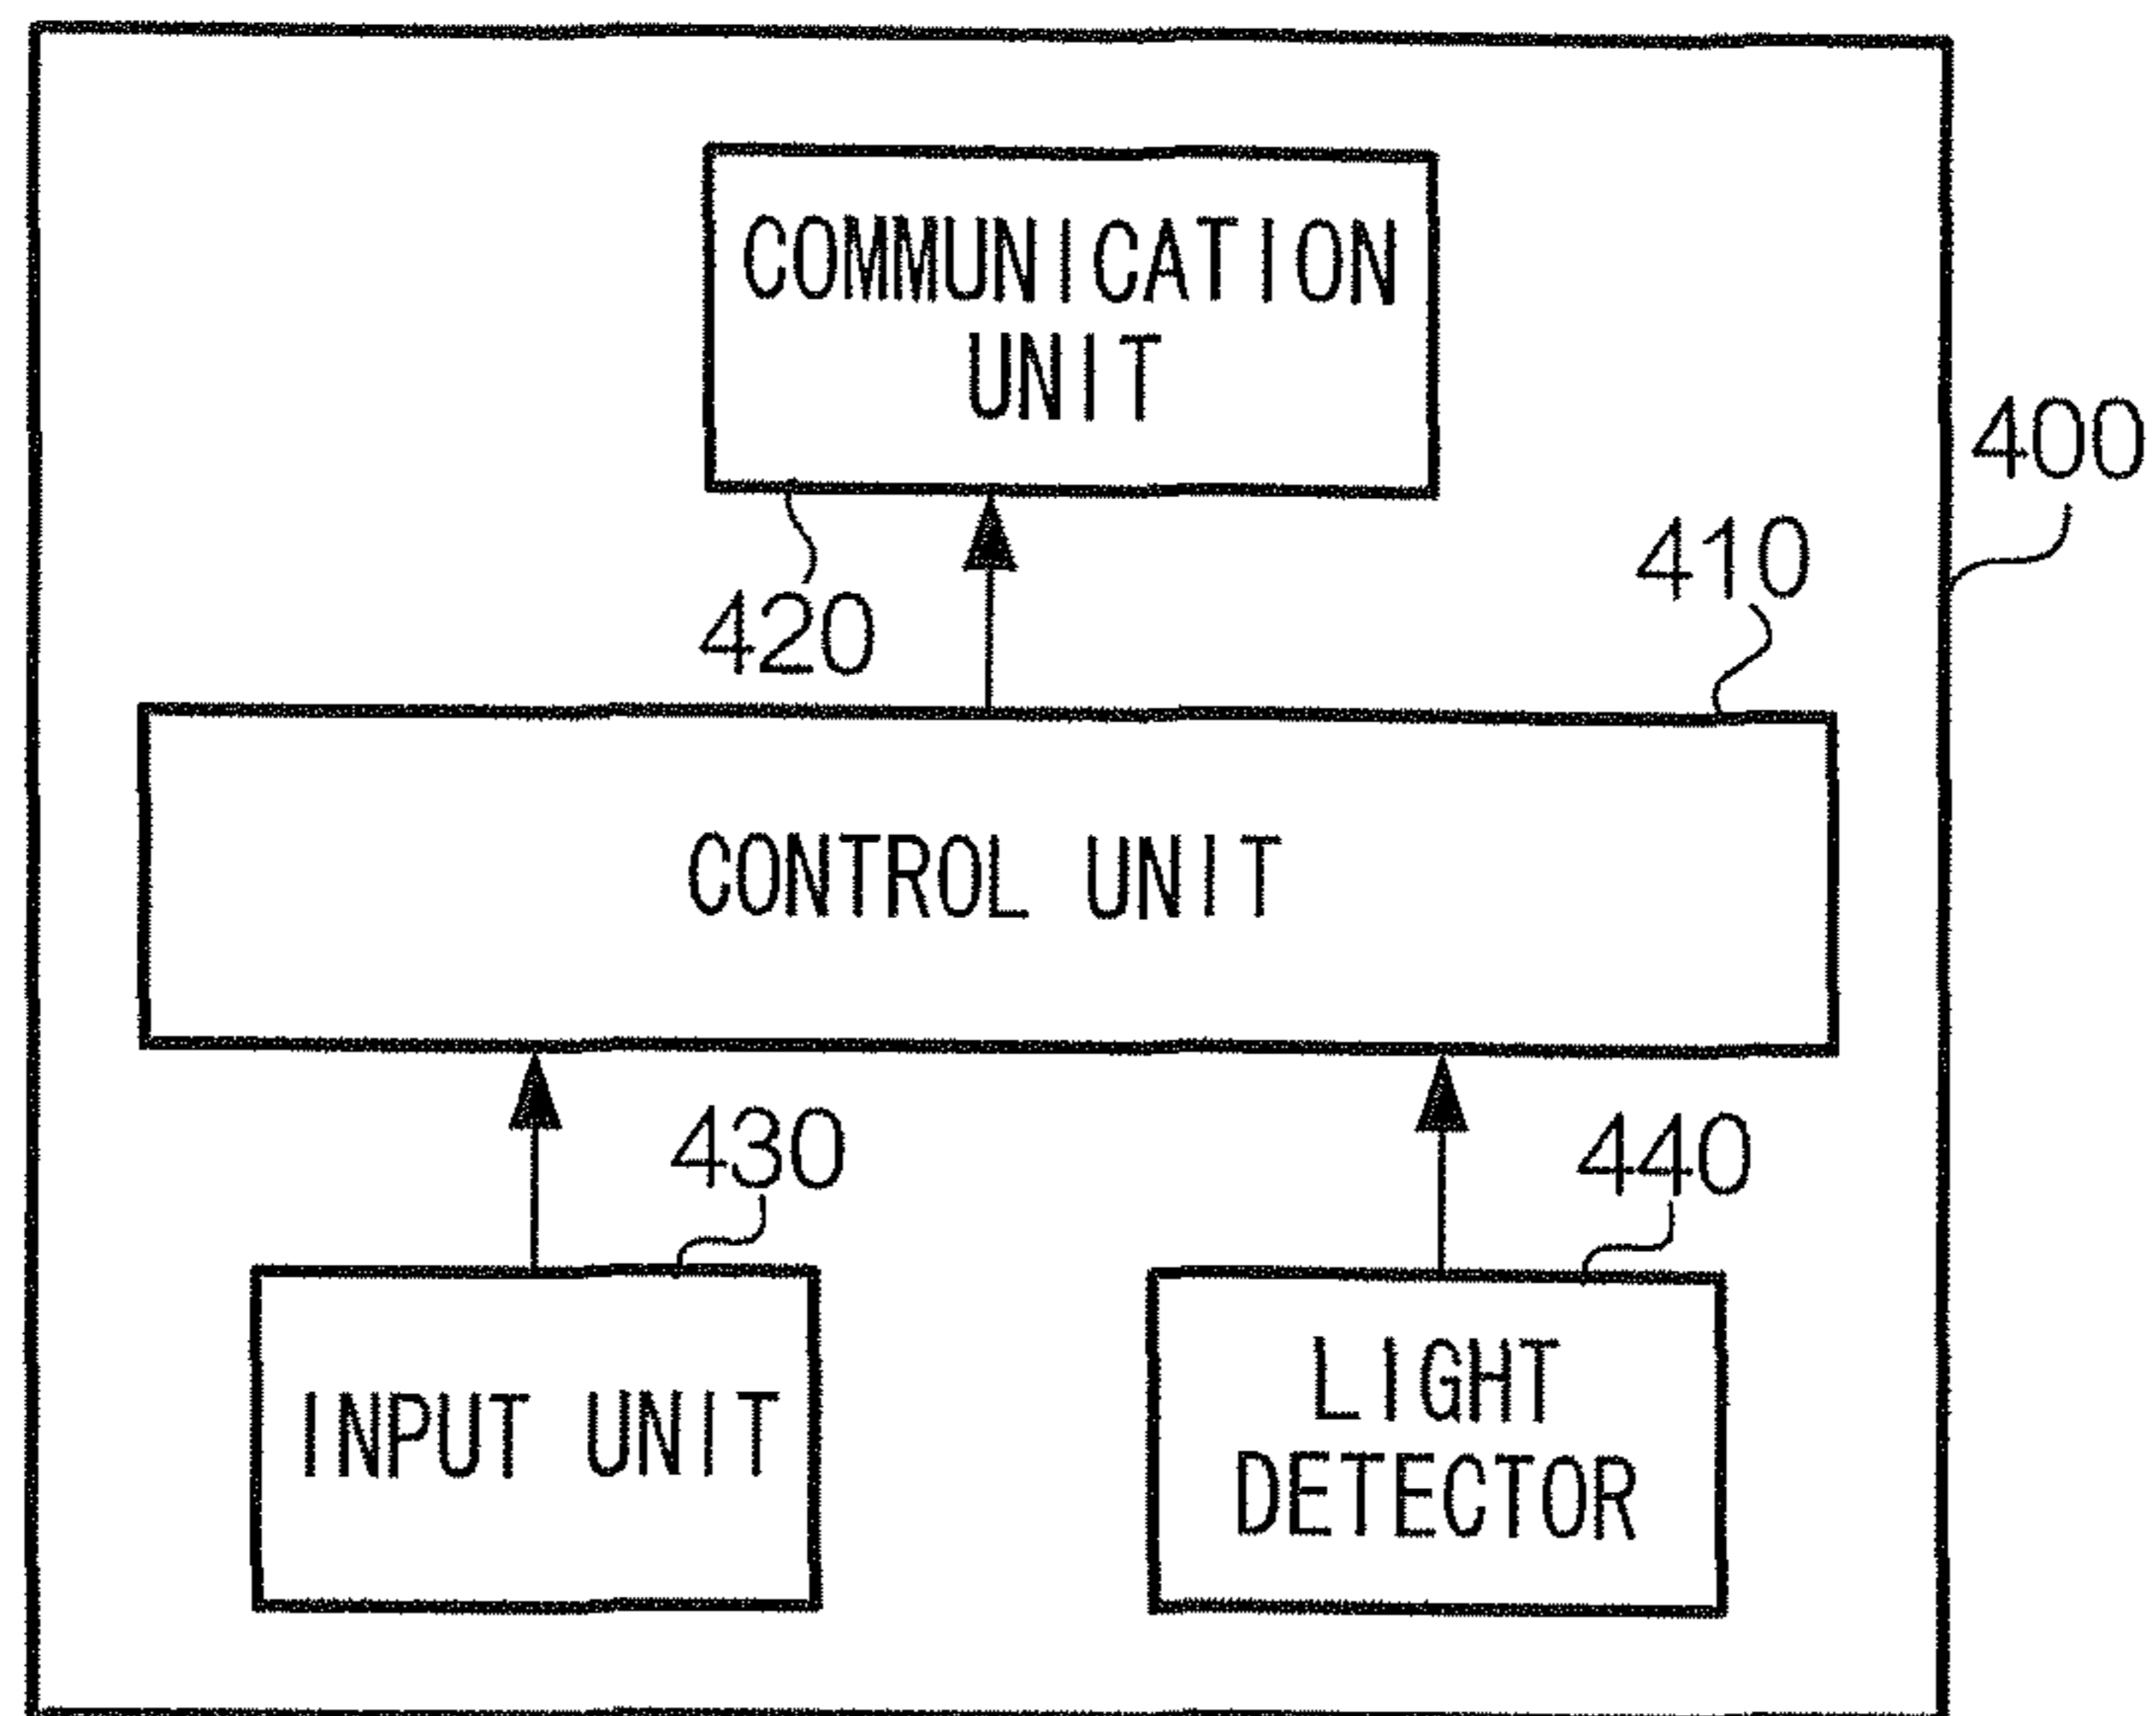 COMMUNICATION
UNIT
400
410
420
CONTROL UNIT
430
440
INPUT UNIT
LIGHT
DETECTOR